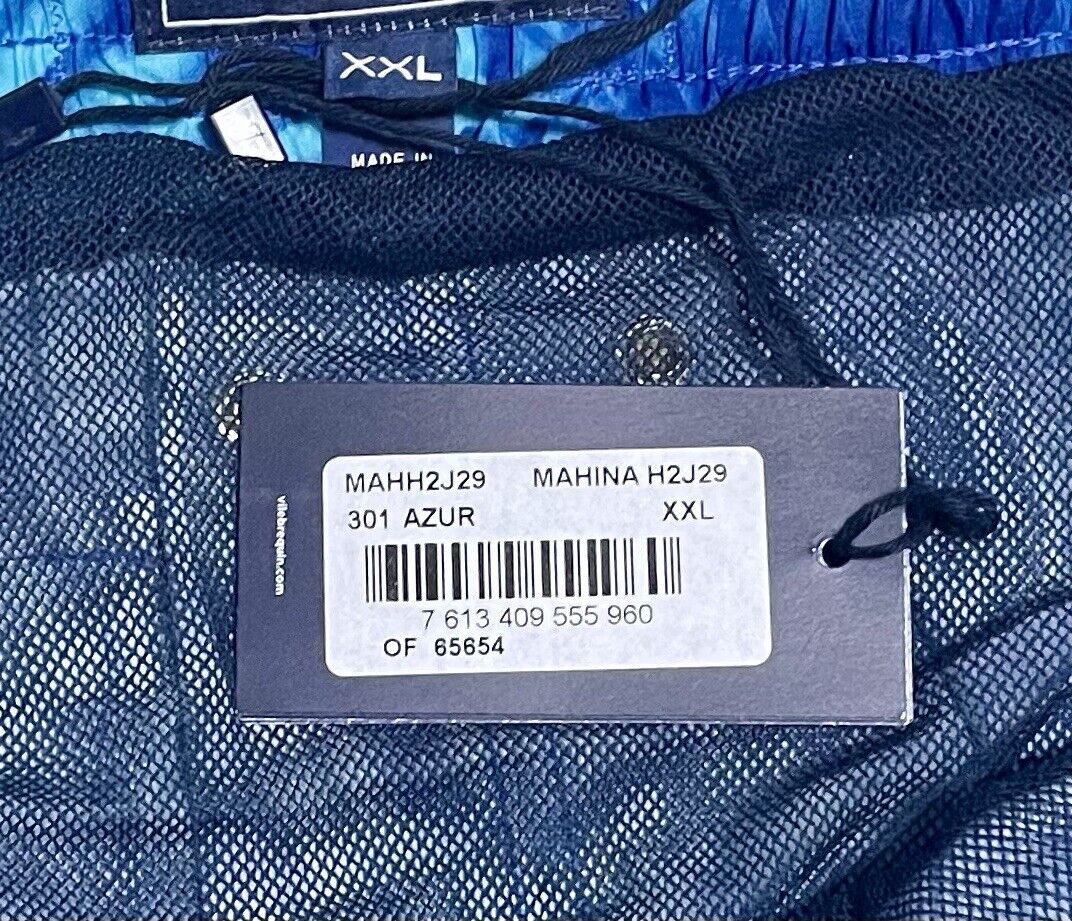 XXL
MADE IN
MAHH2J29 MAHINA H2J29
301 AZUR XXL
7 613 409 555 960
OF 65654
vilebrequin.com